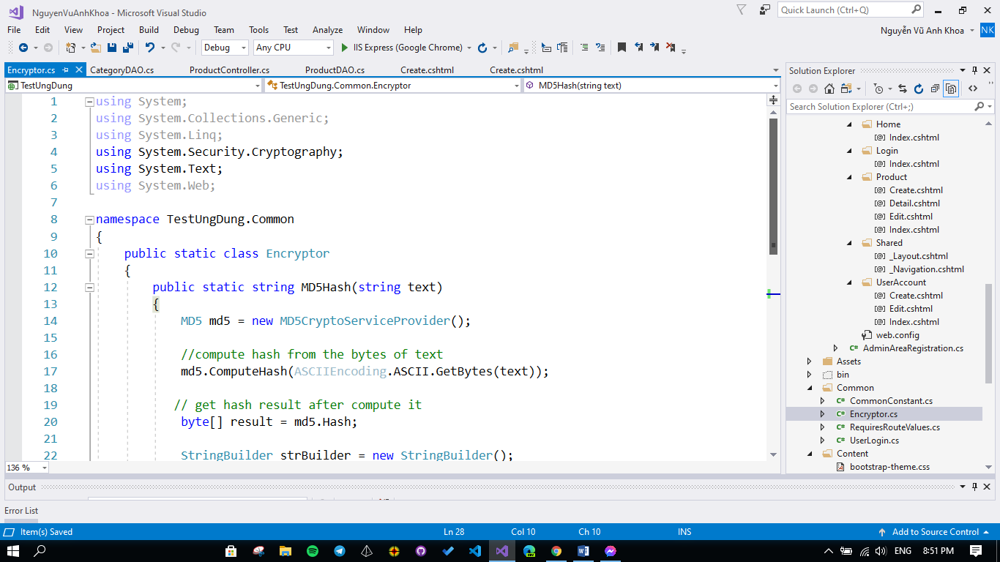 NguyenVuAnhKhoa - Microsoft Visual Studio
Quick Launch (Ctrl+Q)
File Edit View Project Build Debug Team Tools Test Analyze Window Help
Nguyễn Vũ Anh Khoa NK
Debug Any CPU IIS Express (Google Chrome)
Encryptor.cs CategoryDAO.cs ProductController.cs ProductDAO.cs Create.cshtml Create.cshtml
TestUngDung TestUngDung.Common.Encryptor MD5Hash(string text)
1 using System;
2 using System.Collections.Generic;
3 using System.Linq;
4 using System.Security.Cryptography;
5 using System.Text;
6 using System.Web;
7
8 namespace TestUngDung.Common
9 {
10 public static class Encryptor
11 {
12 public static string MD5Hash(string text)
13 {
14 MD5 md5 = new MD5CryptoServiceProvider();
15
16 //compute hash from the bytes of text
17 md5.ComputeHash(ASCIIEncoding.ASCII.GetBytes(text));
18
19 // get hash result after compute it
20 byte[] result = md5.Hash;
21
22 StringBuilder strBuilder = new StringBuilder();
136 %
Solution Explorer
Search Solution Explorer (Ctrl+;)
Home
Index.cshtml
Login
Index.cshtml
Product
Create.cshtml
Detail.cshtml
Edit.cshtml
Index.cshtml
Shared
_Layout.cshtml
_Navigation.cshtml
UserAccount
Create.cshtml
Edit.cshtml
Index.cshtml
web.config
C# AdminAreaRegistration.cs
Assets
bin
Common
C# CommonConstant.cs
C# Encryptor.cs
C# RequiresRouteValues.cs
C# UserLogin.cs
Content
bootstrap-theme.css
Output
Error List
Item(s) Saved Ln 28 Col 10 Ch 10 INS Add to Source Control
ENG 8:51 PM